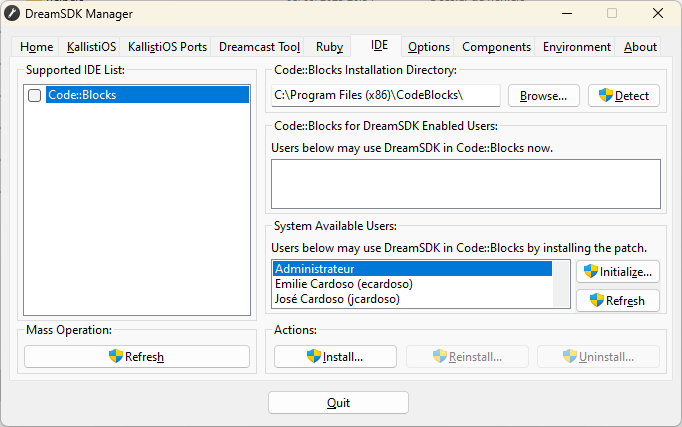 DreamSDK Manager
Home KallistiOS KallistiOS Ports Dreamcast Tool Ruby IDE Options Components Environment About
Supported IDE List:
Code::Blocks
Code::Blocks Installation Directory:
C:\Program Files (x86)\CodeBlocks\ Browse... Detect
Code::Blocks for DreamSDK Enabled Users:
Users below may use DreamSDK in Code::Blocks now.
System Available Users:
Users below may use DreamSDK in Code::Blocks by installing the patch.
Administrateur
Emilie Cardoso (ecardoso)
José Cardoso (jcardoso)
Initialize...
Refresh
Mass Operation:
Refresh
Actions:
Install... Reinstall... Uninstall...
Quit